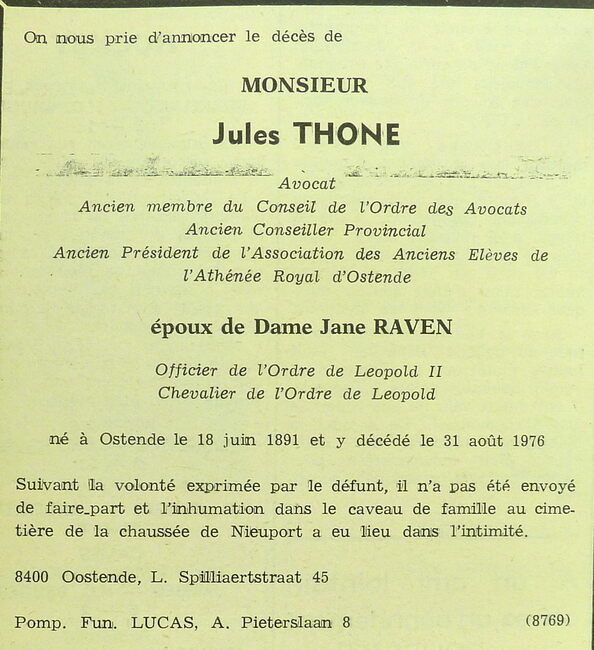 On nous prie d'annoncer le décès de
MONSIEUR
Jules THONE
Avocat
Ancien membre du Conseil de l'Ordre des Avocats
Ancien Conseiller Provincial
Ancien Président de l'Association des Anciens Elèves de
l'Athénée Royal d'Ostende
époux de Dame Jane RAVEN
Officier de l'Ordre de Leopold II
Chevalier de l'Ordre de Leopold
né à Ostende le 18 juin 1891 et y décédé le 31 août 1976
Suivant la volonté exprimée par le défunt, il n'a pas été envoyé
de faire-part et l'inhumation dans le caveau de famille au cime-
tière de la chaussée de Nieuport a eu lieu dans l'intimité.
8400 Oostende, L. Spilliaertstraat 45
Pomp. Fun. LUCAS, A. Pieterslaan 8 (8769)